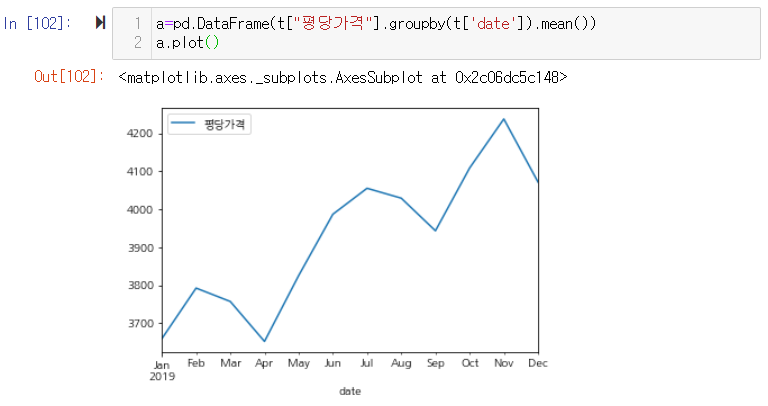 In [102]:
1 a=pd.DataFrame(t["평당가격"].groupby(t['date']).mean())
2 a.plot()
Out[102]: <matplotlib.axes._subplots.AxesSubplot at 0x2c06dc5c148>
평당가격
4200
4100
4000
3900
3800
3700
Jan Feb Mar Apr May Jun Jul Aug Sep Oct Nov Dec
2019
date